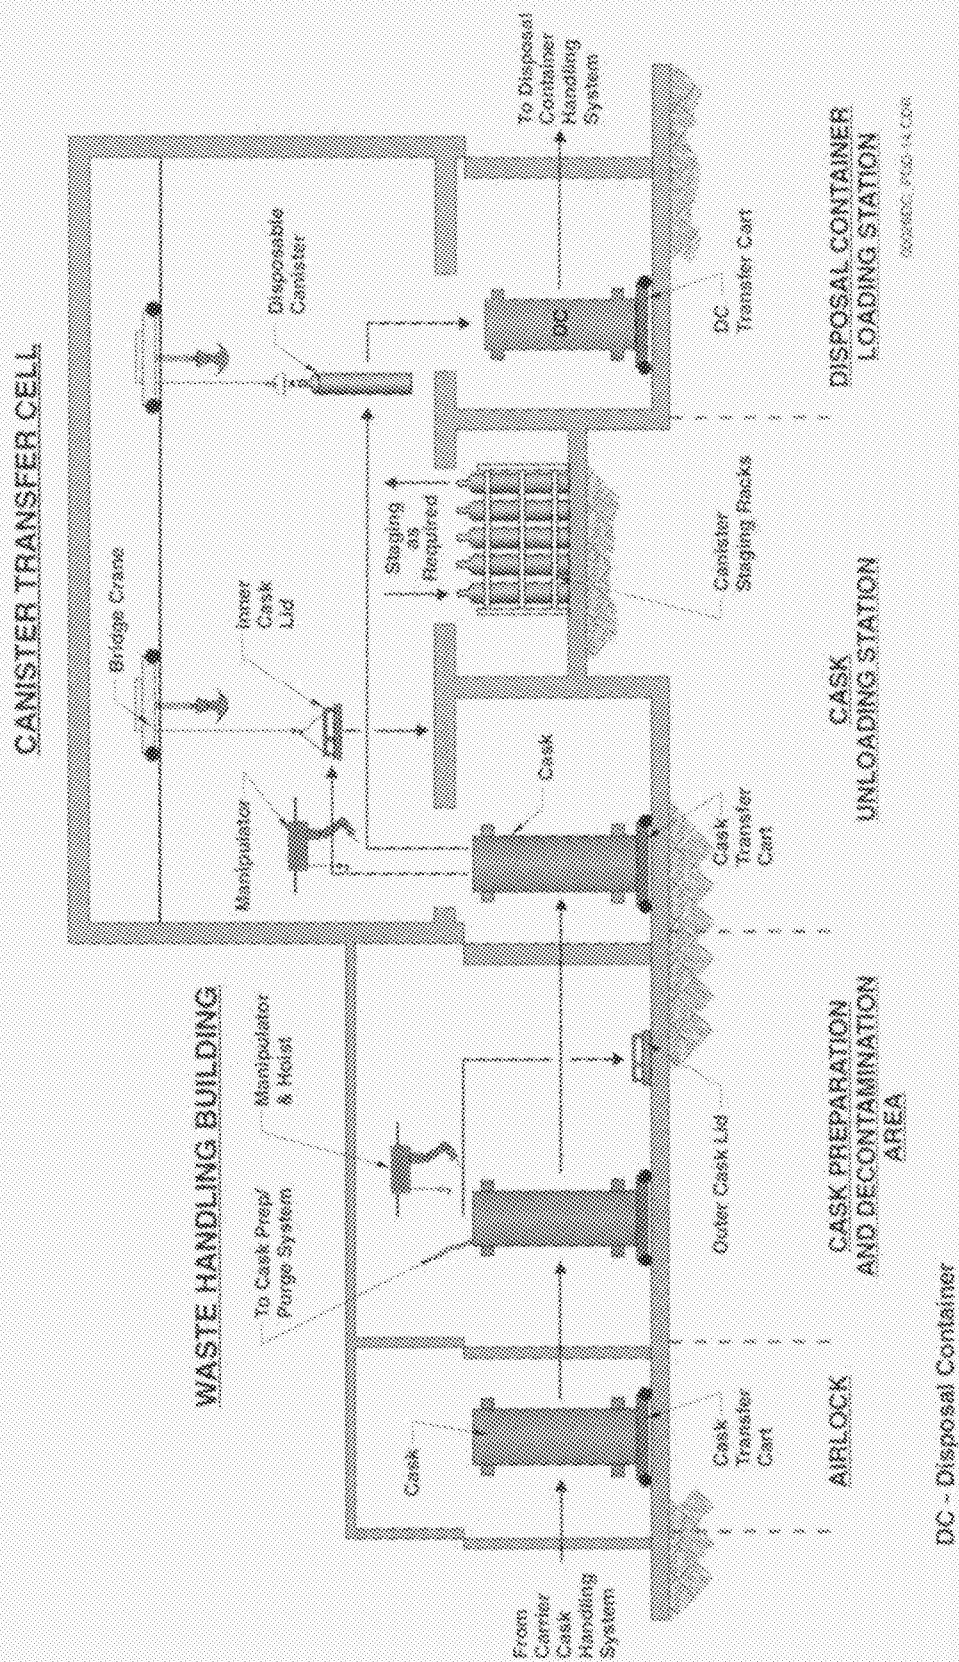 CANISTER TRANSFER CELL
WASTE HANDLING BUILDING
Bridge Crane
Manipulator
Inner
Cask
Lid
Disposable
Canister
To Cask Prep/
Purge System
Manipulator
& Hoist
Cask
Staging
as
Required
To Disposal
Container
Handling
System
From
Carrier
Cask
Handling
System
Cask
DC
Cask
Transfer
Cart
Outer Cask Lid
Cask
Transfer
Cart
Canister
Staging Racks
DC
Transfer Cart
AIRLOCK
CASK PREPARATION
AND DECONTAMINATION
AREA
CASK
UNLOADING STATION
DISPOSAL CONTAINER
LOADING STATION
DC - Disposal Container